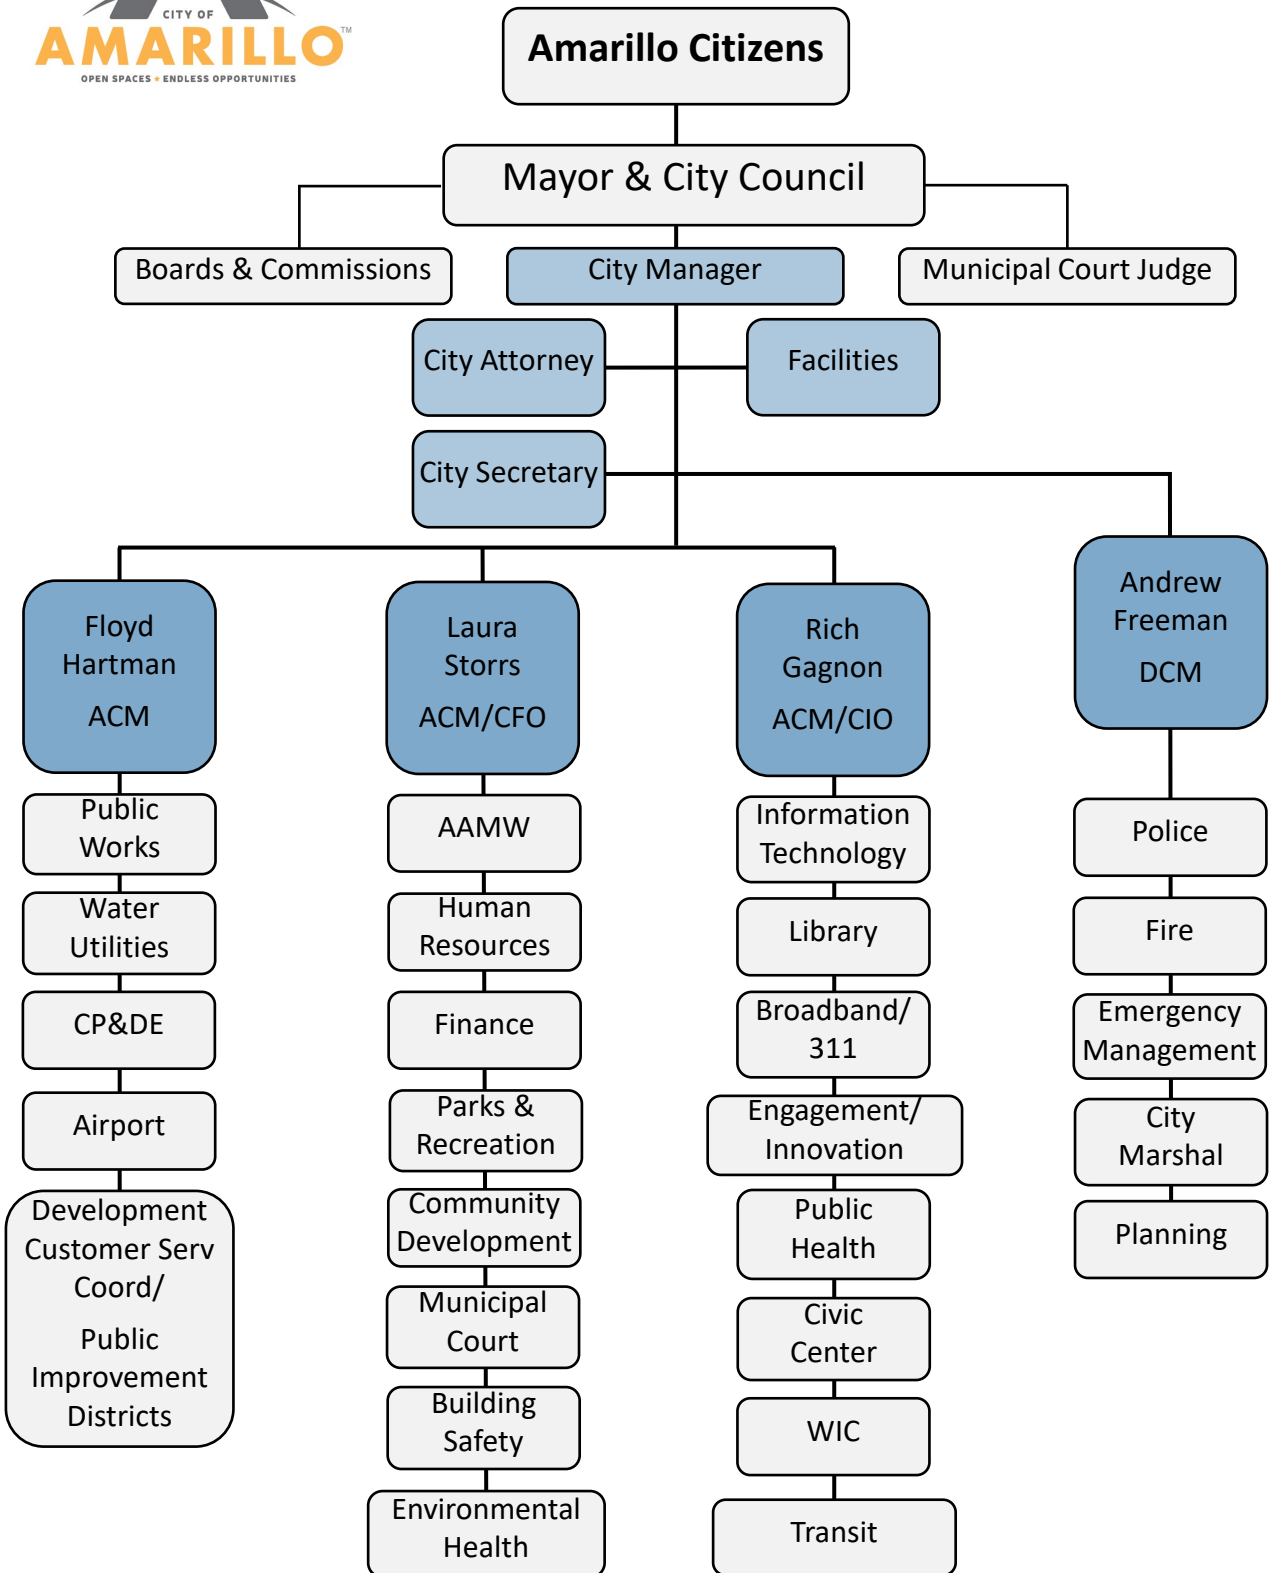 CITY OF
AMARILLO™
OPEN SPACES ★ ENDLESS OPPORTUNITIES
Amarillo Citizens
Mayor & City Council
Boards & Commissions
City Manager
Municipal Court Judge
City Attorney
Facilities
City Secretary
Floyd
Hartman
ACM
Public
Works
Water
Utilities
CP&DE
Airport
Development
Customer Serv
Coord/
Public
Improvement
Districts
Laura
Storrs
ACM/CFO
AAMW
Human
Resources
Finance
Parks &
Recreation
Community
Development
Municipal
Court
Building
Safety
Environmental
Health
Rich
Gagnon
ACM/CIO
Information
Technology
Library
Broadband/
311
Engagement/
Innovation
Public
Health
Civic
Center
WIC
Transit
Andrew
Freeman
DCM
Police
Fire
Emergency
Management
City
Marshal
Planning